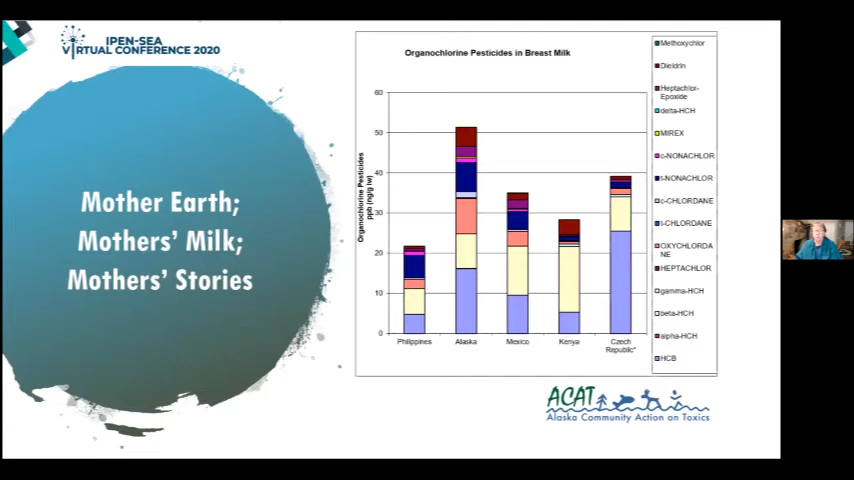 IPEN-SEA
VIRTUAL CONFERENCE 2020
Mother Earth;
Mothers' Milk;
Mothers' Stories
Organochlorine Pesticides in Breast Milk
Organochlorine Pesticides
ppb (ng/g lw)
60
50
40
30
20
10
0
Philippines
Alaska
Mexico
Kenya
Czech
Republic*
Methoxychlor
Dieldrin
Heptachlor-
Epoxide
delta-HCH
MIREX
c-NONACHLOR
t-NONACHLOR
c-CHLORDANE
t-CHLORDANE
OXYCHLORDA
NE
HEPTACHLOR
gamma-HCH
beta-HCH
alpha-HCH
HCB
ACAT
Alaska Community Action on Toxics